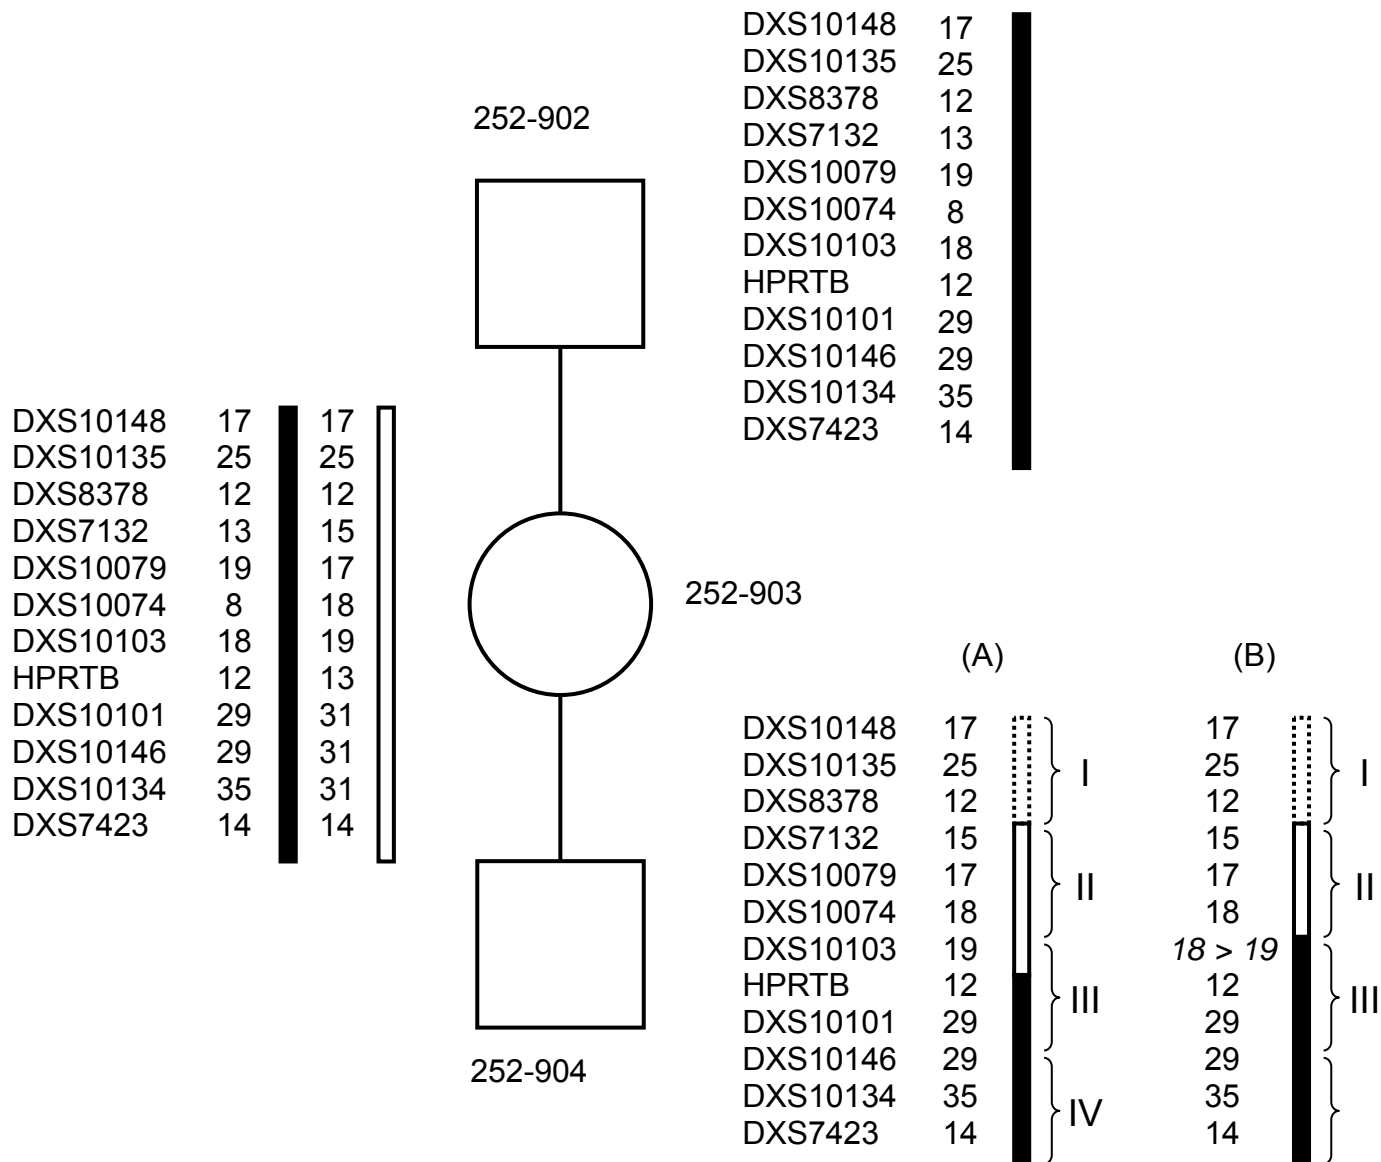 DXS10148 17
DXS10135 25
DXS8378 12
DXS7132 13
DXS10079 19
DXS10074 8
DXS10103 18
HPRTB 12
DXS10101 29
DXS10146 29
DXS10134 35
DXS7423 14
252-902
DXS10148 17 17
DXS10135 25 25
DXS8378 12 12
DXS7132 13 15
DXS10079 19 17
DXS10074 8 18
DXS10103 18 19
HPRTB 12 13
DXS10101 29 31
DXS10146 29 31
DXS10134 35 31
DXS7423 14 14
252-903
(A) (B)
DXS10148 17 17
DXS10135 25 I 25 I
DXS8378 12 12
DXS7132 15 15
DXS10079 17 II 17 II
DXS10074 18 18
DXS10103 19 18 > 19
HPRTB 12 III 12 III
DXS10101 29 29
DXS10146 29 29
DXS10134 35 IV 35
DXS7423 14 14
252-904